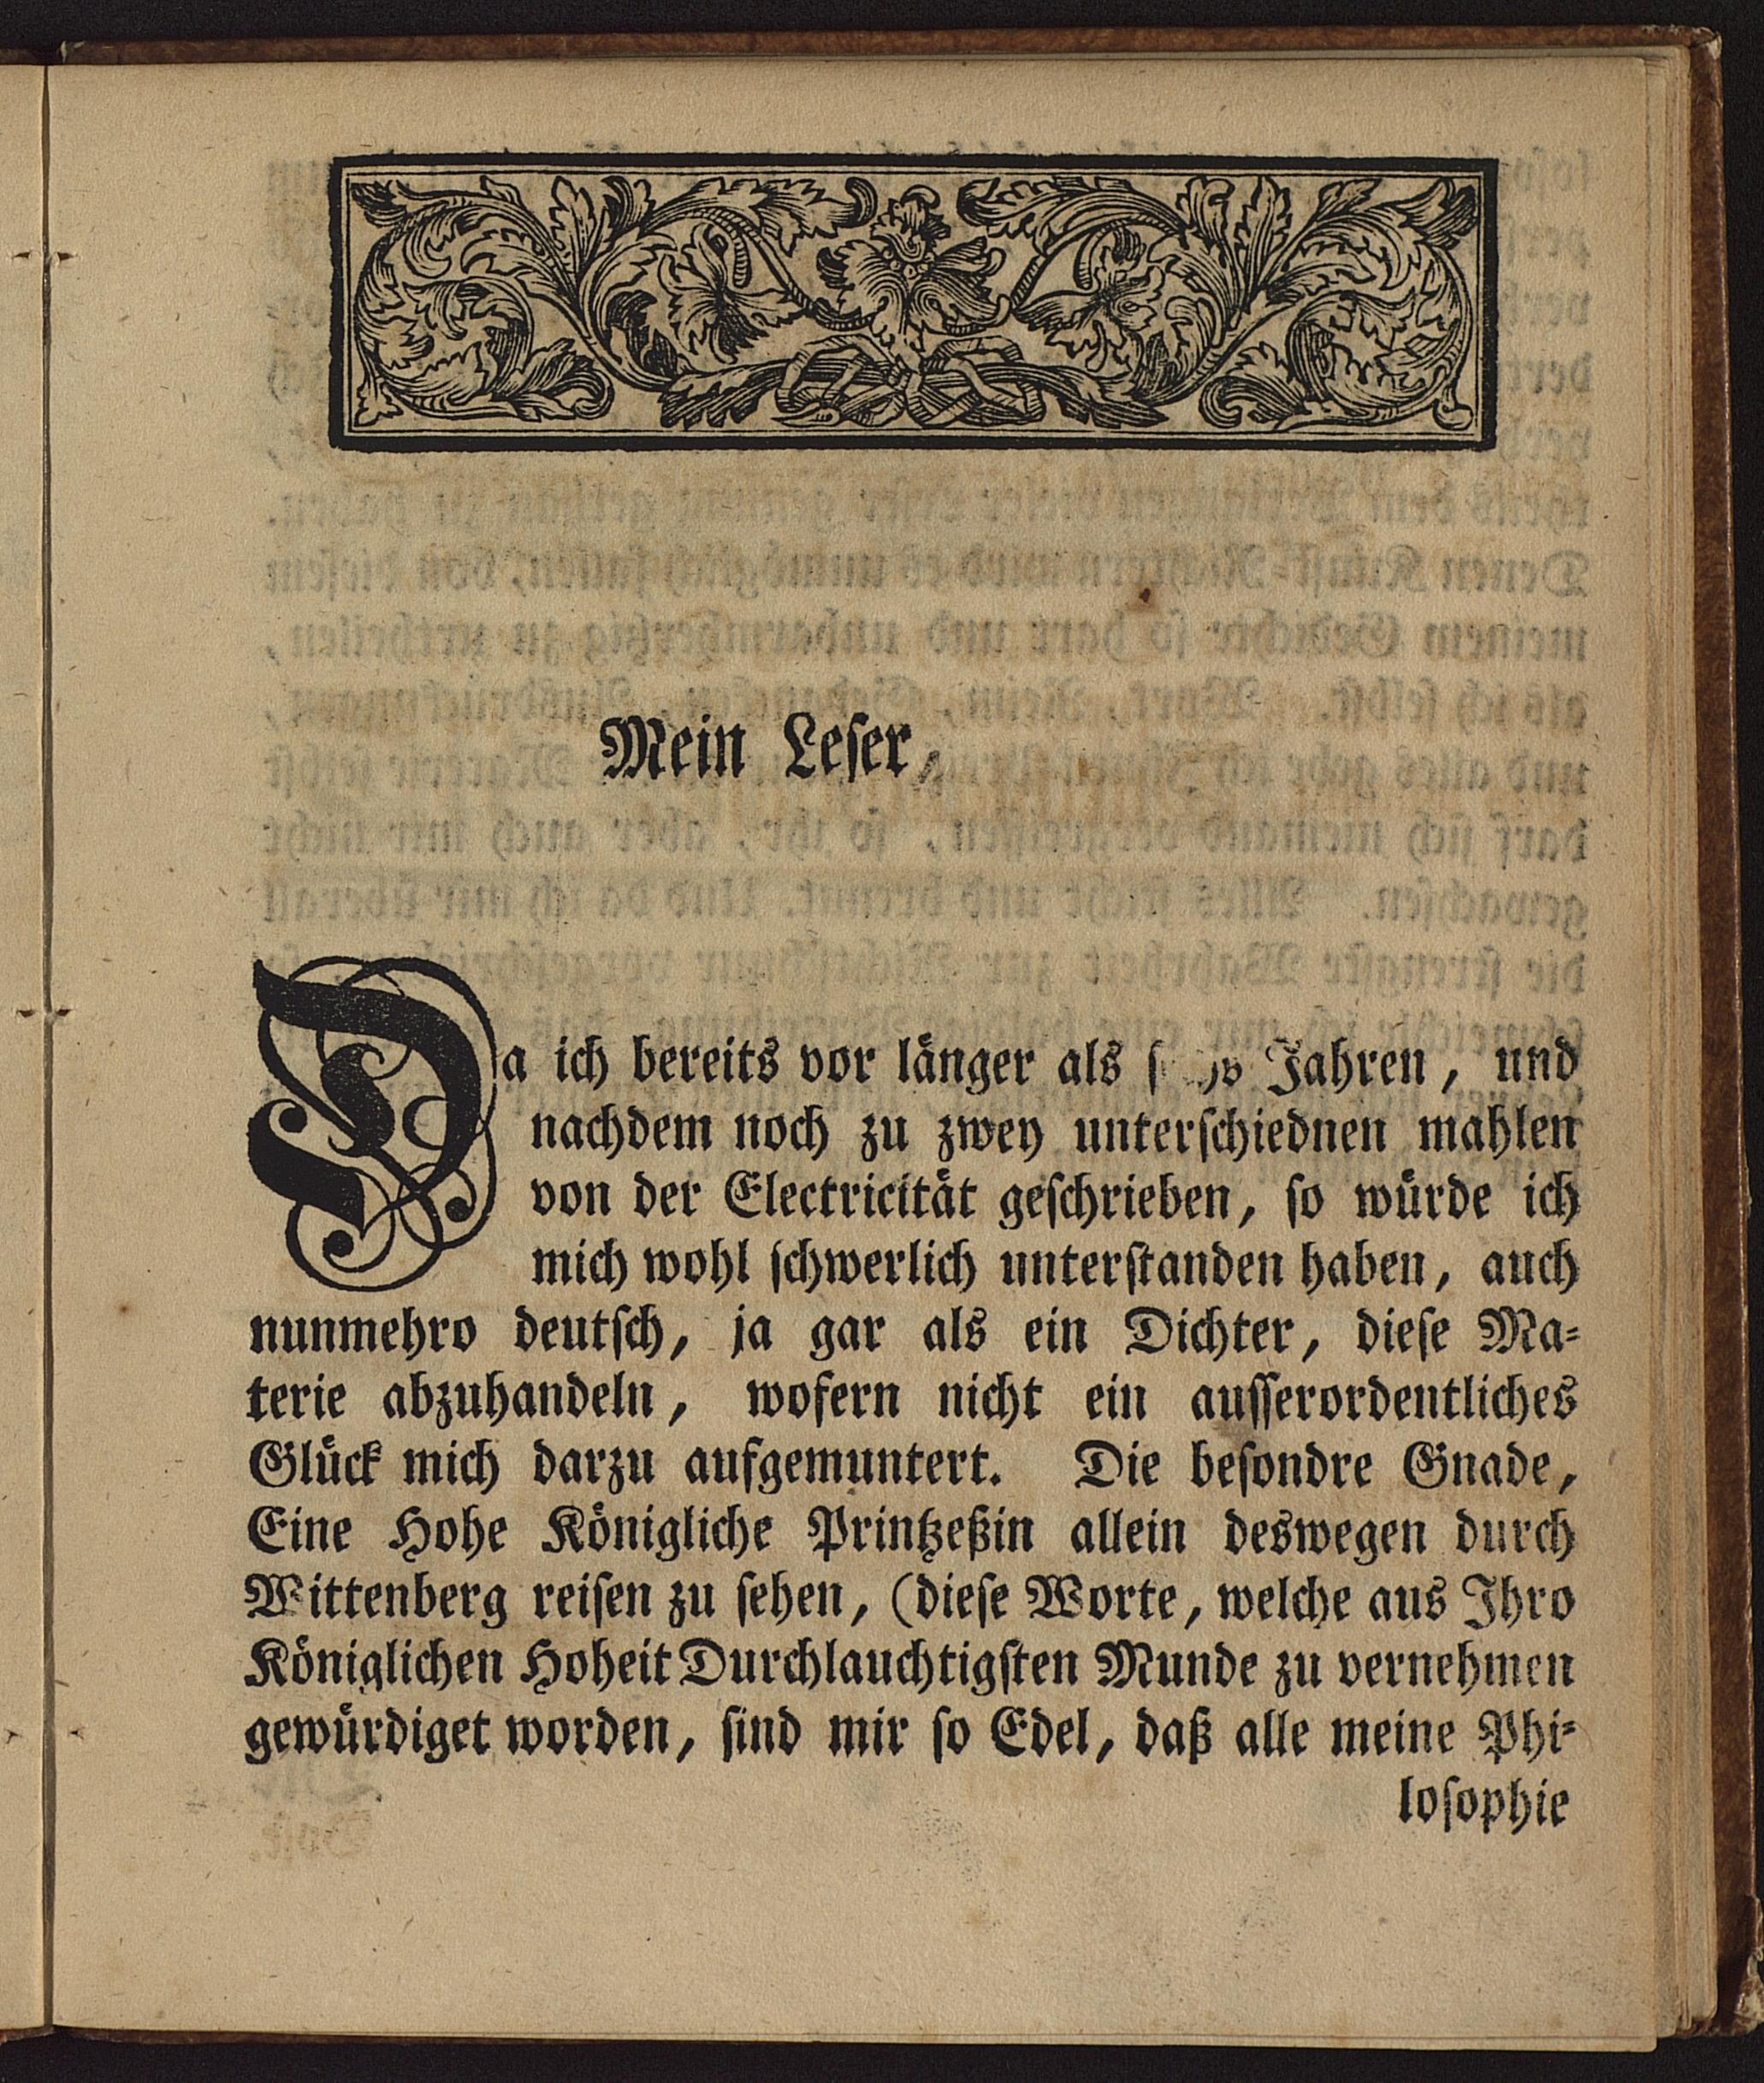 Mein Leser,
Da ich bereits vor länger als Jahren, und
nachdem noch zu zwey unterschiednen mahlen
von der Electricität geschrieben, so würde ich
mich wohl schwerlich unterstanden haben, auch
nunmehro deutsch, ja gar als ein Dichter, diese Ma-
terie abzuhandeln, wofern nicht ein ausserordentliches
Glück mich darzu aufgemuntert. Die besondre Gnade,
Eine Hohe Königliche Printzeßin allein deswegen durch
Wittenberg reisen zu sehen, (diese Worte, welche aus Ihro
Königlichen Hoheit Durchlauchtigsten Munde zu vernehmen
gewürdiget worden, sind mir so Edel, daß alle meine Phi-
losophie